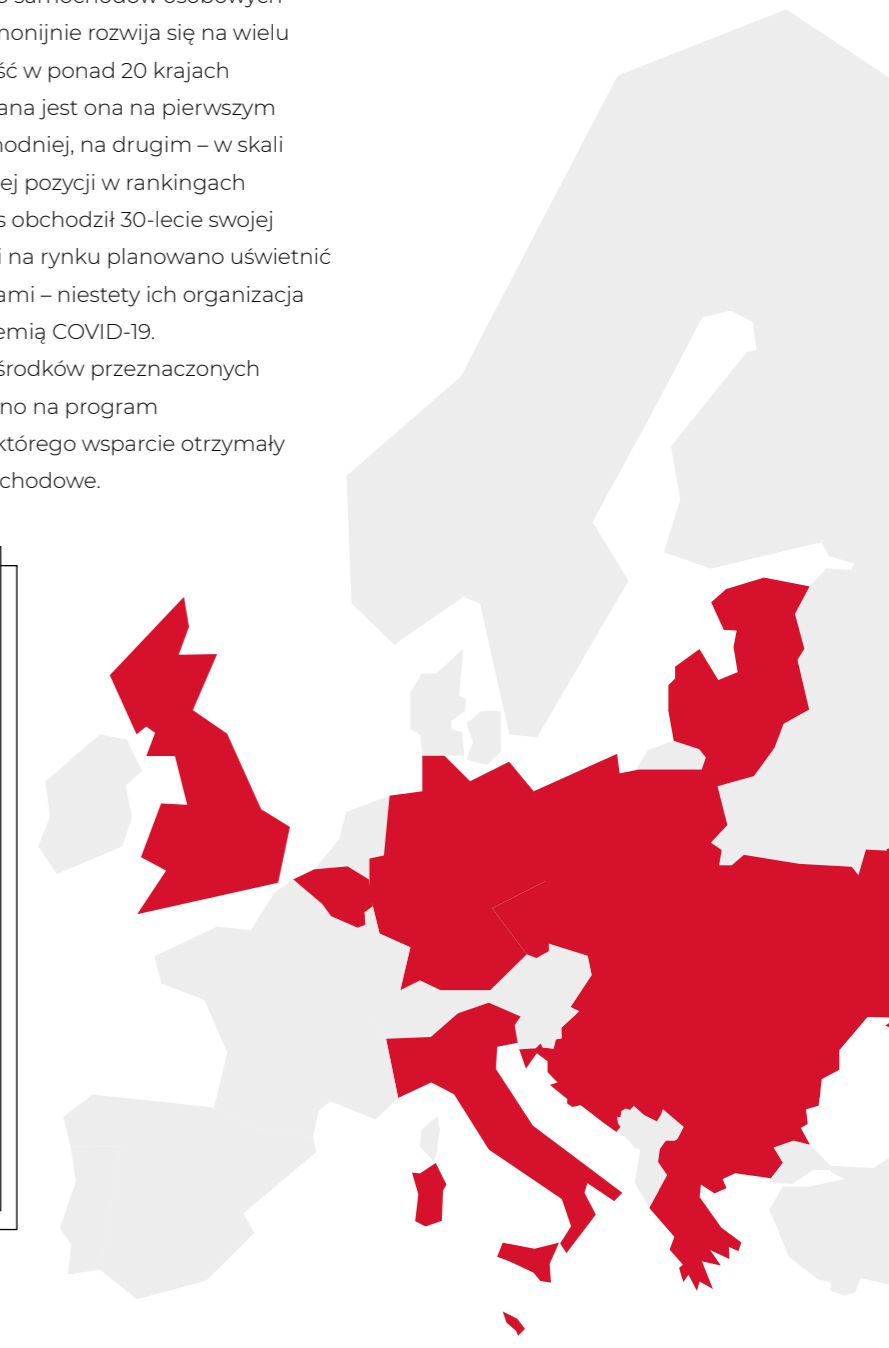 samochodów osobowych
monijnie rozwija się na wielu
ść w ponad 20 krajach
ana jest ona na pierwszym
hodniej, na drugim – w skali
ej pozycji w rankingach
s obchodził 30-lecie swojej
i na rynku planowano uświetnić
ami – niestety ich organizacja
emią COVID-19.
środków przeznaczonych
no na program
którego wsparcie otrzymały
chodowe.